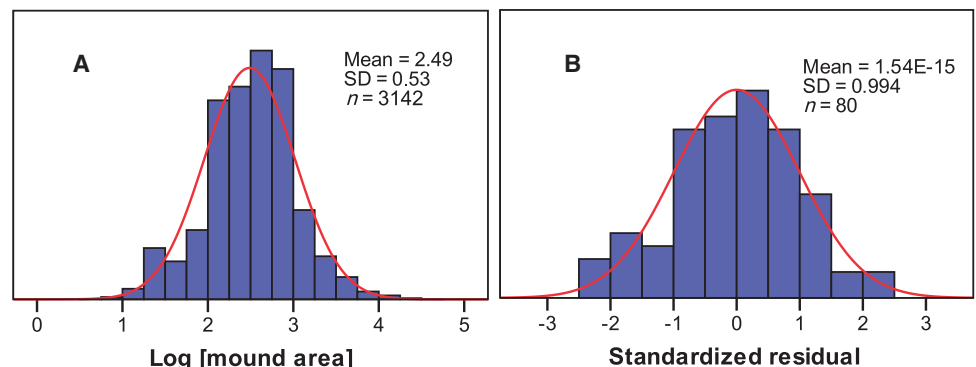 A
Mean = 2.49
SD = 0.53
n = 3142
0 1 2 3 4 5
Log [mound area]
B
Mean = 1.54E-15
SD = 0.994
n = 80
-3 -2 -1 0 1 2 3
Standardized residual